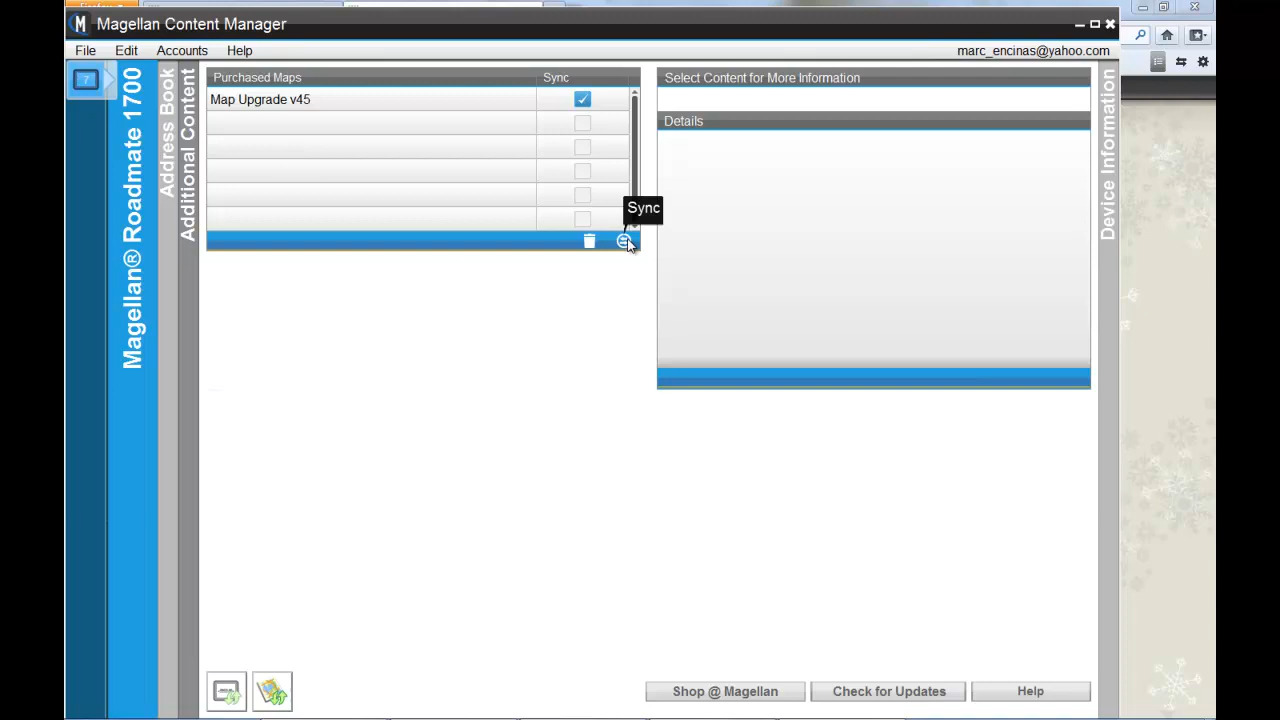 Magellan Content Manager
File Edit Accounts Help marc_encinas@yahoo.com
Magellan® Roadmate 1700
Address Book
Additional Content
Purchased Maps Sync
Map Upgrade v45
Sync
Select Content for More Information
Details
Device Information
Shop @ Magellan Check for Updates Help